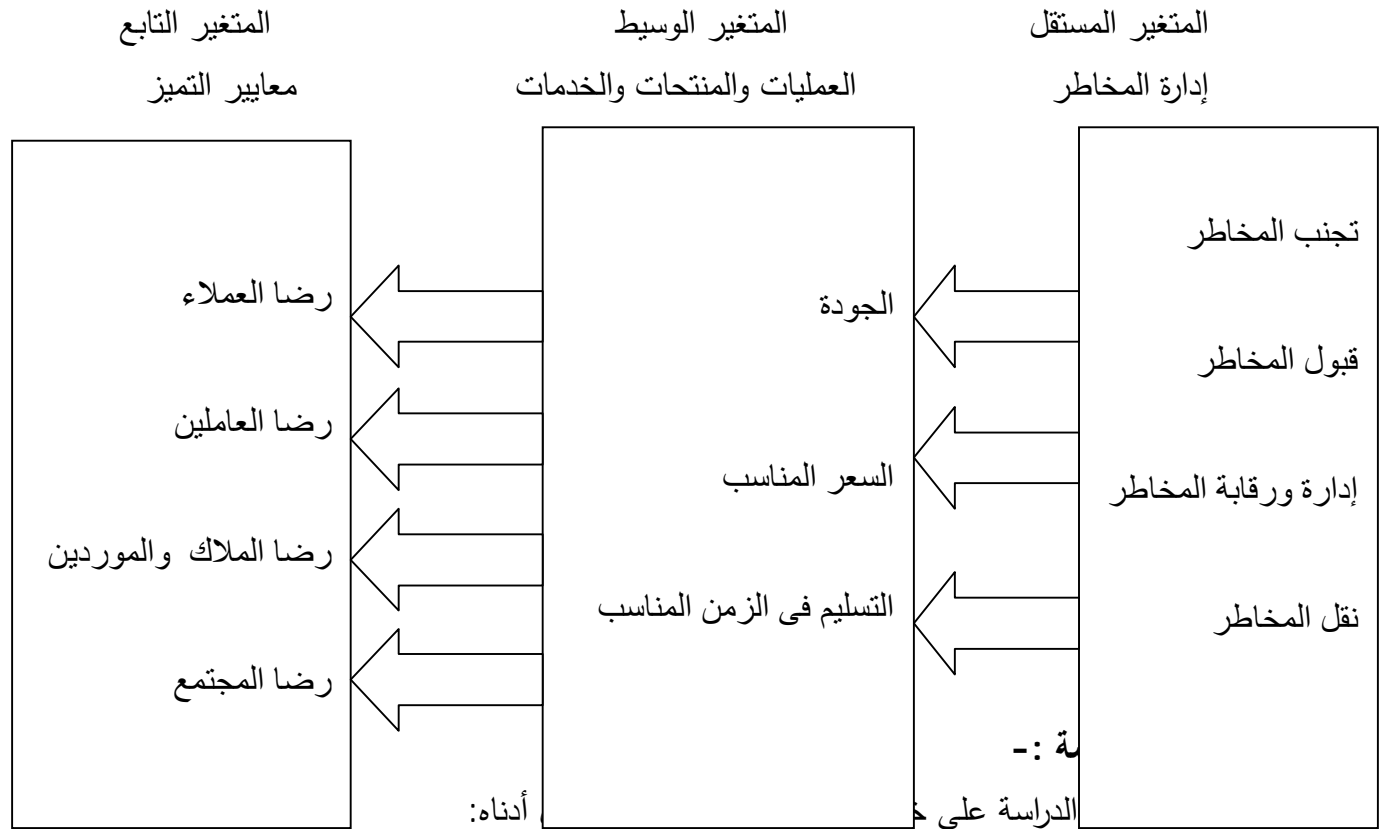 المتغير المستقل
إدارة المخاطر
المتغير الوسيط
العمليات والمنتحات والخدمات
المتغير التابع
معايير التميز
تجنب المخاطر
قبول المخاطر
إدارة ورقابة المخاطر
نقل المخاطر
الجودة
السعر المناسب
التسليم فى الزمن المناسب
رضا العملاء
رضا العاملين
رضا الملاك والموردين
رضا المجتمع
الدراسة على
أدناه: